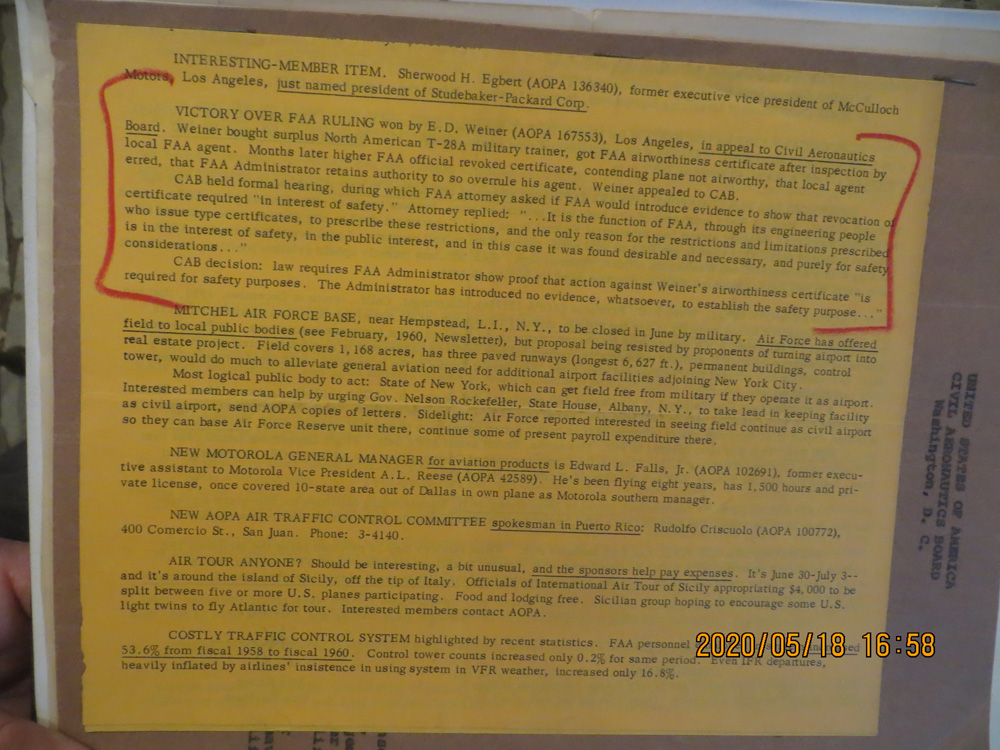 INTERESTING-MEMBER ITEM. Sherwood H. Egbert (AOPA 136340), former executive vice president of McCulloch
Motors, Los Angeles, just named president of Studebaker-Packard Corp.
VICTORY OVER FAA RULING won by E.D. Weiner (AOPA 167553), Los Angeles, in appeal to Civil Aeronautics
Board. Weiner bought surplus North American T-28A military trainer, got FAA airworthiness certificate after inspection by
local FAA agent. Months later higher FAA official revoked certificate, contending plane not airworthy, that local agent
erred, that FAA Administrator retains authority to so overrule his agent. Weiner appealed to CAB.
CAB held formal hearing, during which FAA attorney asked if FAA would introduce evidence to show that revocation of
certificate required "in interest of safety." Attorney replied: "...It is the function of FAA, through its engineering people
who issue type certificates, to prescribe these restrictions, and the only reason for the restrictions and limitations prescribed
is in the interest of safety, in the public interest, and in this case it was found desirable and necessary, and purely for safety
considerations..."
CAB decision: law requires FAA Administrator show proof that action against Weiner's airworthiness certificate "is
required for safety purposes. The Administrator has introduced no evidence, whatsoever, to establish the safety purpose..."
MITCHEL AIR FORCE BASE, near Hempstead, L.I., N.Y., to be closed in June by military. Air Force has offered
field to local public bodies (see February, 1960, Newsletter), but proposal being resisted by proponents of turning airport into
real estate project. Field covers 1,168 acres, has three paved runways (longest 6,627 ft.), permanent buildings, control
tower, would do much to alleviate general aviation need for additional airport facilities adjoining New York City.
Most logical public body to act: State of New York, which can get field free from military if they operate it as airport.
Interested members can help by urging Gov. Nelson Rockefeller, State House, Albany, N.Y., to take lead in keeping facility
as civil airport, send AOPA copies of letters. Sidelight: Air Force reported interested in seeing field continue as civil airport
so they can base Air Force Reserve unit there, continue some of present payroll expenditure there.
NEW MOTOROLA GENERAL MANAGER for aviation products is Edward L. Falls, Jr. (AOPA 102691), former execu-
tive assistant to Motorola Vice President A.L. Reese (AOPA 42589). He's been flying eight years, has 1,500 hours and pri-
vate license, once covered 10-state area out of Dallas in own plane as Motorola southern manager.
NEW AOPA AIR TRAFFIC CONTROL COMMITTEE spokesman in Puerto Rico: Rudolfo Criscuolo (AOPA 100772),
400 Comercio St., San Juan. Phone: 3-4140.
AIR TOUR ANYONE? Should be interesting, a bit unusual, and the sponsors help pay expenses. It's June 30-July 3--
and it's around the island of Sicily, off the tip of Italy. Officials of International Air Tour of Sicily appropriating $4,000 to be
split between five or more U.S. planes participating. Food and lodging free. Sicilian group hoping to encourage some U.S.
light twins to fly Atlantic for tour. Interested members contact AOPA.
COSTLY TRAFFIC CONTROL SYSTEM highlighted by recent statistics. FAA personnel
53.6% from fiscal 1958 to fiscal 1960. Control tower counts increased only 0.2% for same period. Even IFR departures,
heavily inflated by airlines' insistence in using system in VFR weather, increased only 16.8%.
UNITED STATES OF AMERICA
CIVIL AERONAUTICS BOARD
Washington, D. C.
2020/05/18 16:58